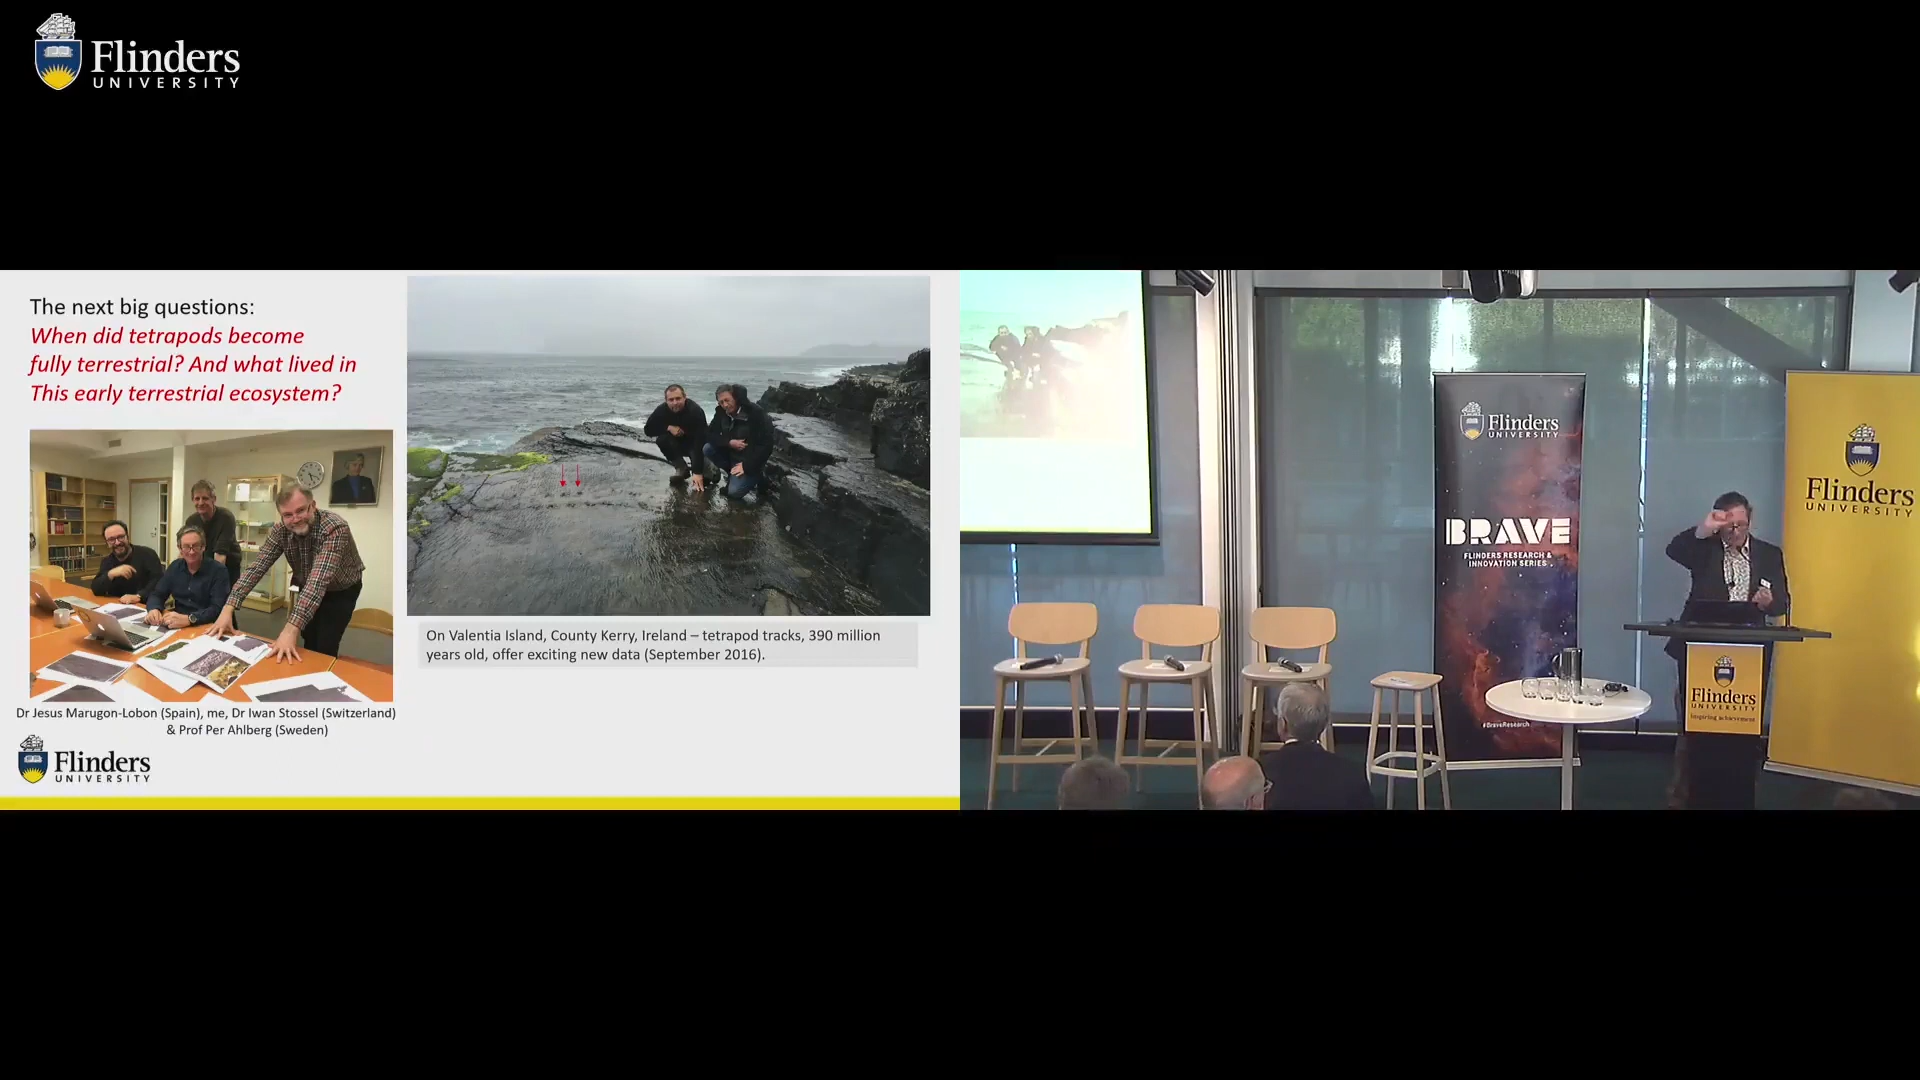 Flinders
UNIVERSITY
The next big questions:
When did tetrapods become
fully terrestrial? And what lived in
This early terrestrial ecosystem?
On Valentia Island, County Kerry, Ireland – tetrapod tracks, 390 million
years old, offer exciting new data (September 2016).
Dr Jesus Marugon-Lobon (Spain), me, Dr Iwan Stossel (Switzerland)
& Prof Per Ahlberg (Sweden)
Flinders
UNIVERSITY
Flinders
UNIVERSITY
BRAVE
FLINDERS RESEARCH &
INNOVATION SERIES
#BraveResearch
Flinders
UNIVERSITY
inspiring achievement
Flinders
UNIVERSITY